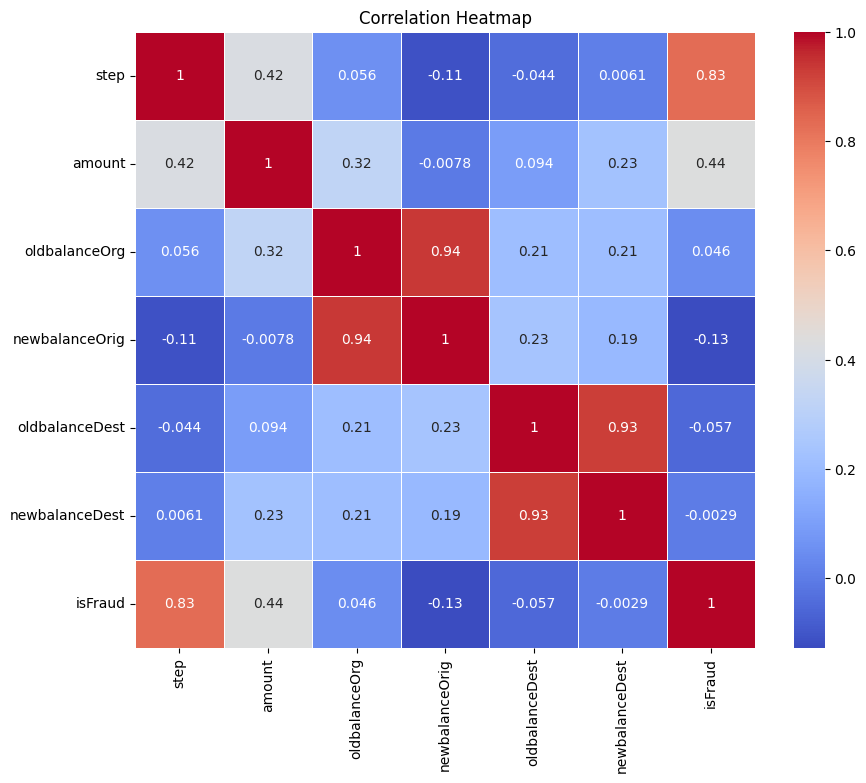 Correlation Heatmap
step 1 0.42 0.056 -0.11 -0.044 0.0061 0.83
amount 0.42 1 0.32 -0.0078 0.094 0.23 0.44
oldbalanceOrg 0.056 0.32 1 0.94 0.21 0.21 0.046
newbalanceOrig -0.11 -0.0078 0.94 1 0.23 0.19 -0.13
oldbalanceDest -0.044 0.094 0.21 0.23 1 0.93 -0.057
newbalanceDest 0.0061 0.23 0.21 0.19 0.93 1 -0.0029
isFraud 0.83 0.44 0.046 -0.13 -0.057 -0.0029 1
step amount oldbalanceOrg newbalanceOrig oldbalanceDest newbalanceDest isFraud
1.0
0.8
0.6
0.4
0.2
0.0